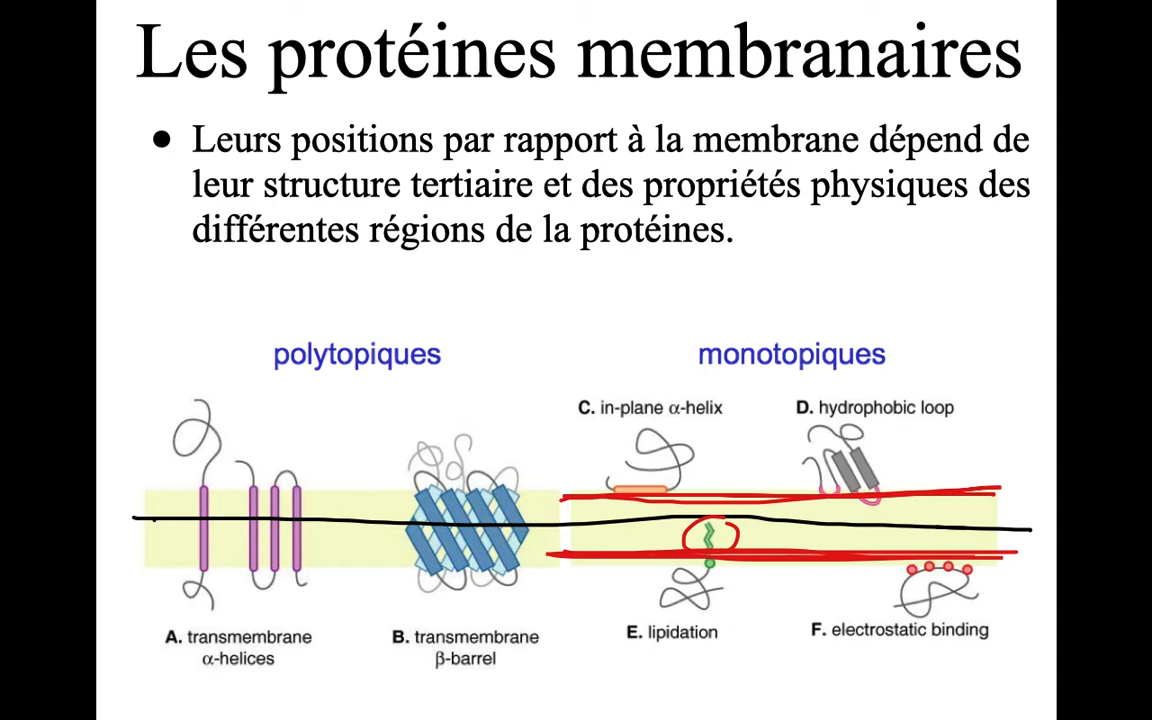 Les protéines membranaires
• Leurs positions par rapport à la membrane dépend de
leur structure tertiaire et des propriétés physiques des
différentes régions de la protéines.
polytopiques
monotopiques
C. in-plane α-helix
D. hydrophobic loop
A. transmembrane
α-helices
B. transmembrane
β-barrel
E. lipidation
F. electrostatic binding